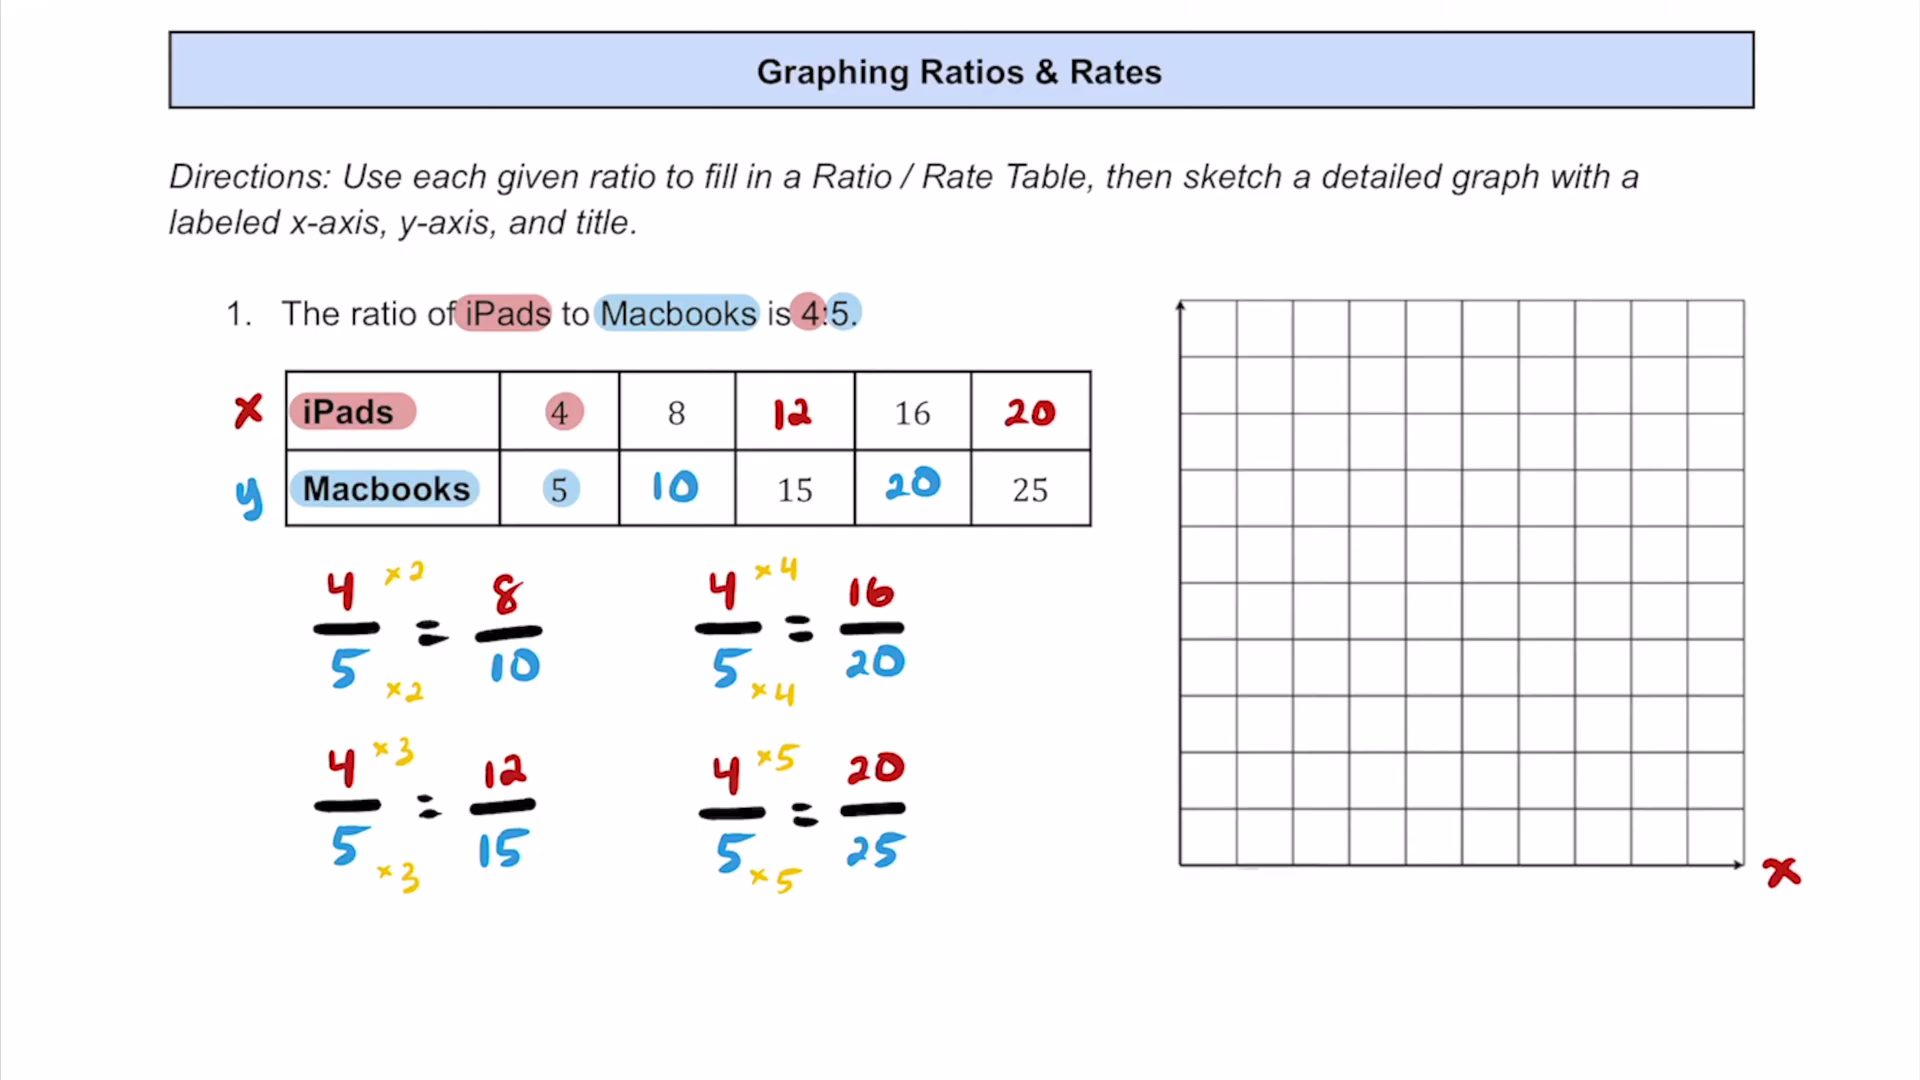 Graphing Ratios & Rates
Directions: Use each given ratio to fill in a Ratio / Rate Table, then sketch a detailed graph with a
labeled x-axis, y-axis, and title.
1. The ratio of iPads to Macbooks is 4:5.
x iPads 4 8 12 16 20
y Macbooks 5 10 15 20 25
4 ×2 = 8
5 ×2 10
4 ×4 = 16
5 ×4 20
4 ×3 = 12
5 ×3 15
4 ×5 = 20
5 ×5 25
x